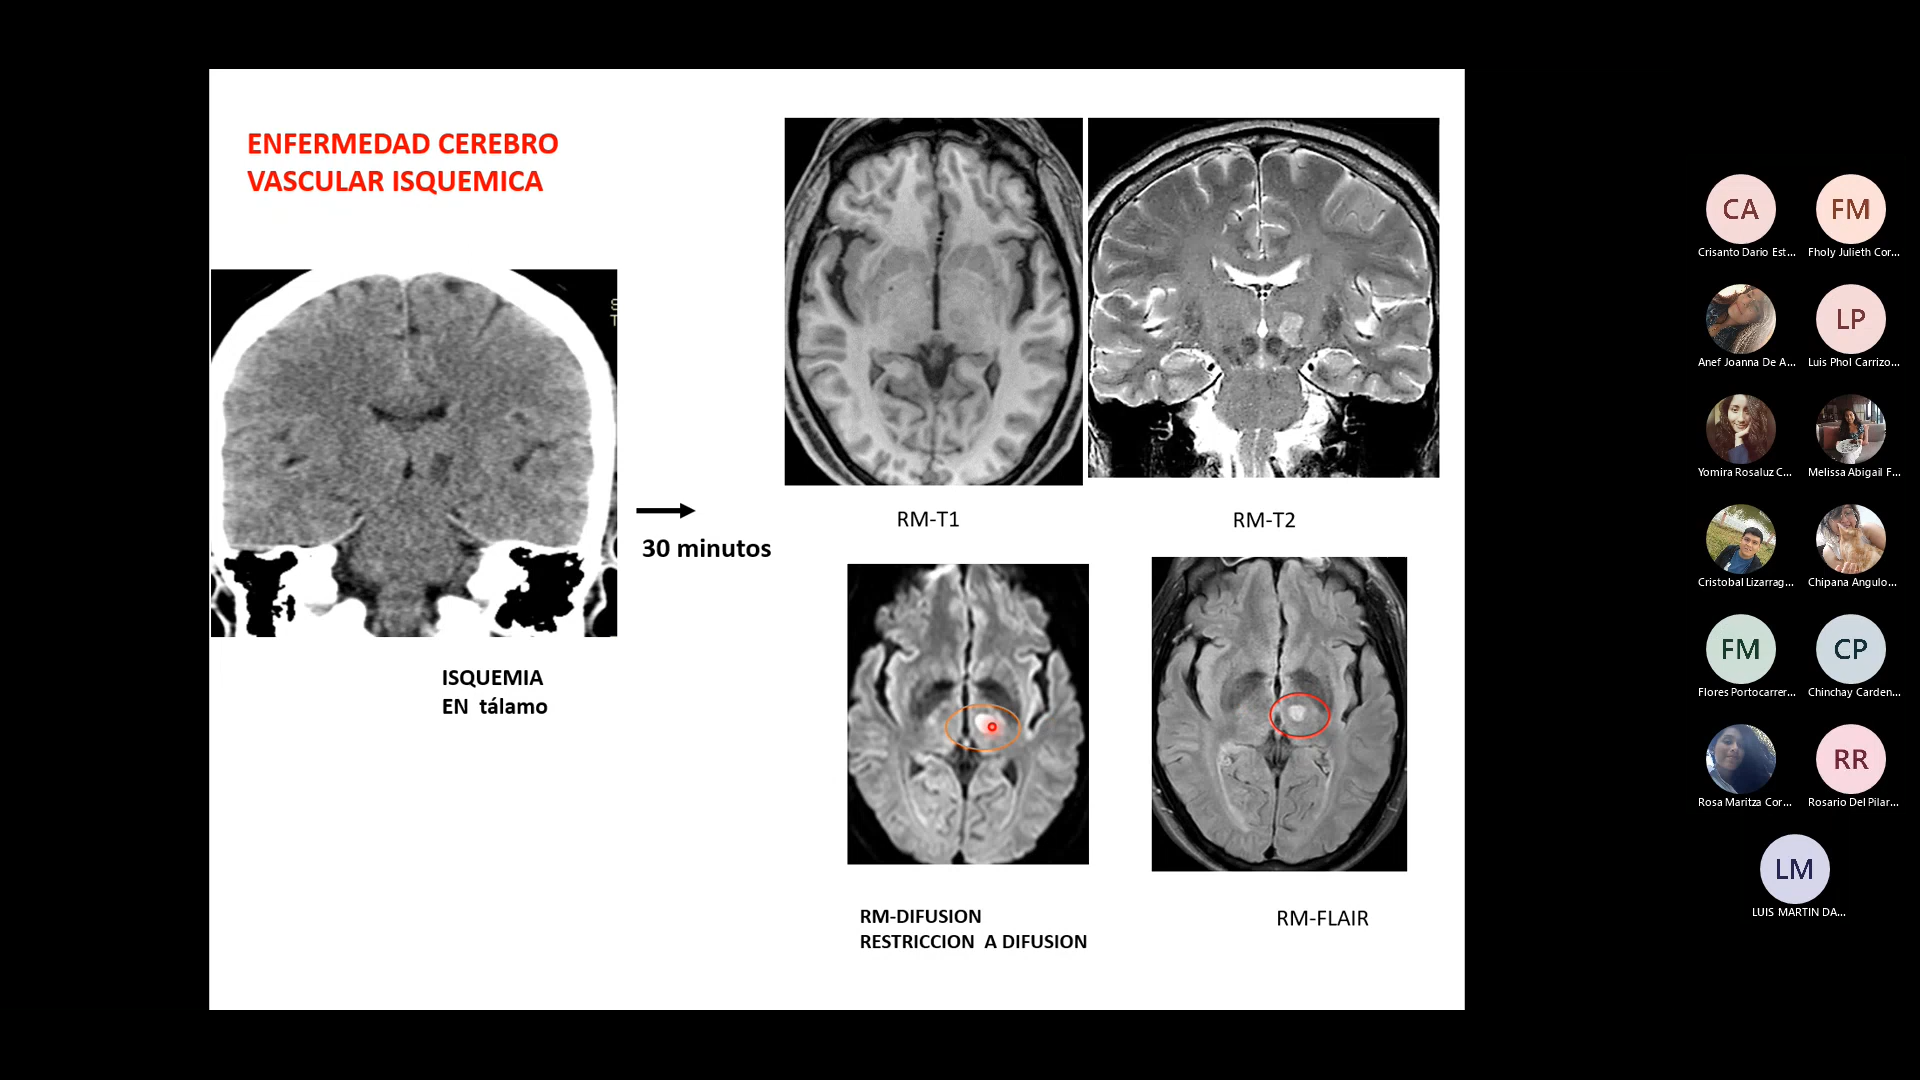 ENFERMEDAD CEREBRO
VASCULAR ISQUEMICA
S
T
30 minutos
ISQUEMIA
EN tálamo
RM-T1
RM-T2
RM-DIFUSION
RESTRICCION A DIFUSION
RM-FLAIR
CA
Crisanto Dario Est...
FM
Fholy Julieth Cor...
Anef Joanna De A...
LP
Luis Phol Carrizo...
Yomira Rosaluz C...
Melissa Abigail F...
Cristobal Lizarrag...
Chipana Angulo...
FM
Flores Portocarrer...
CP
Chinchay Carden...
Rosa Maritza Cor...
RR
Rosario Del Pilar...
LM
LUIS MARTIN DA...